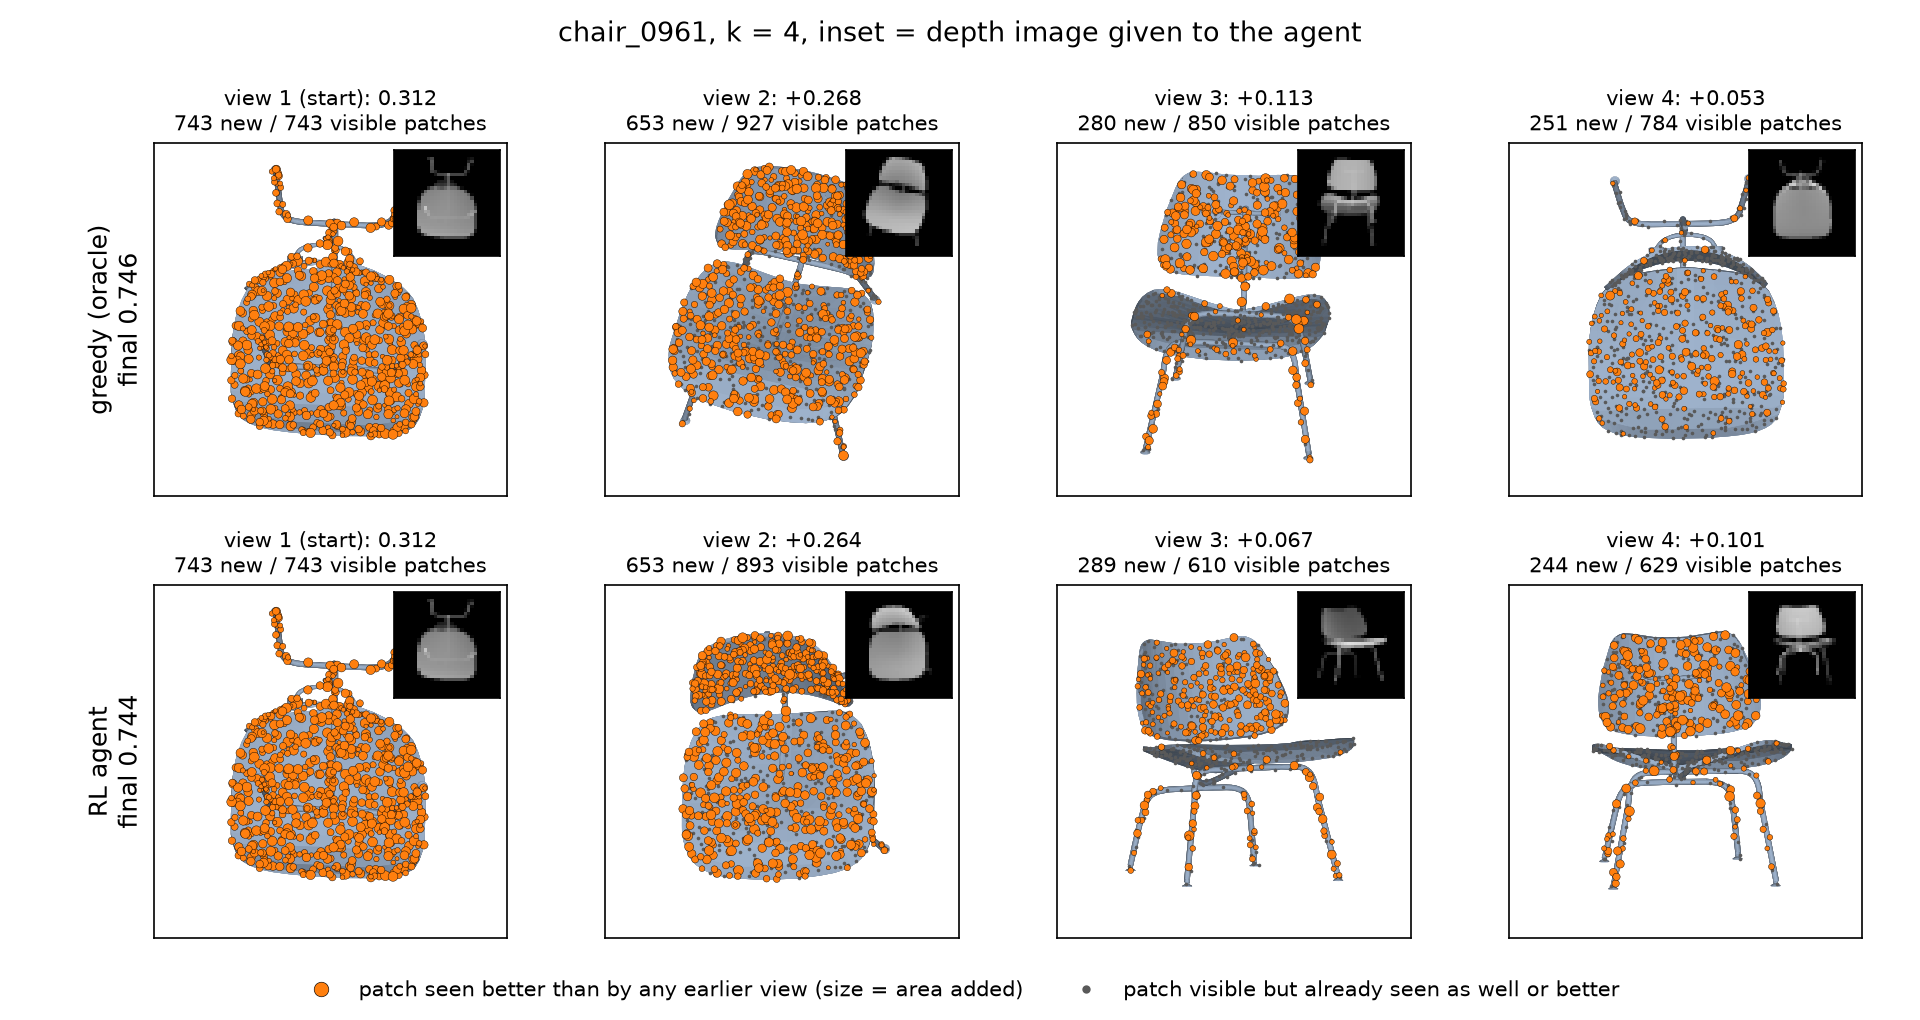 chair_0961, k = 4, inset = depth image given to the agent
greedy (oracle)
final 0.746
view 1 (start): 0.312
743 new / 743 visible patches
view 2: +0.268
653 new / 927 visible patches
view 3: +0.113
280 new / 850 visible patches
view 4: +0.053
251 new / 784 visible patches
RL agent
final 0.744
view 1 (start): 0.312
743 new / 743 visible patches
view 2: +0.264
653 new / 893 visible patches
view 3: +0.067
289 new / 610 visible patches
view 4: +0.101
244 new / 629 visible patches
patch seen better than by any earlier view (size = area added)
patch visible but already seen as well or better